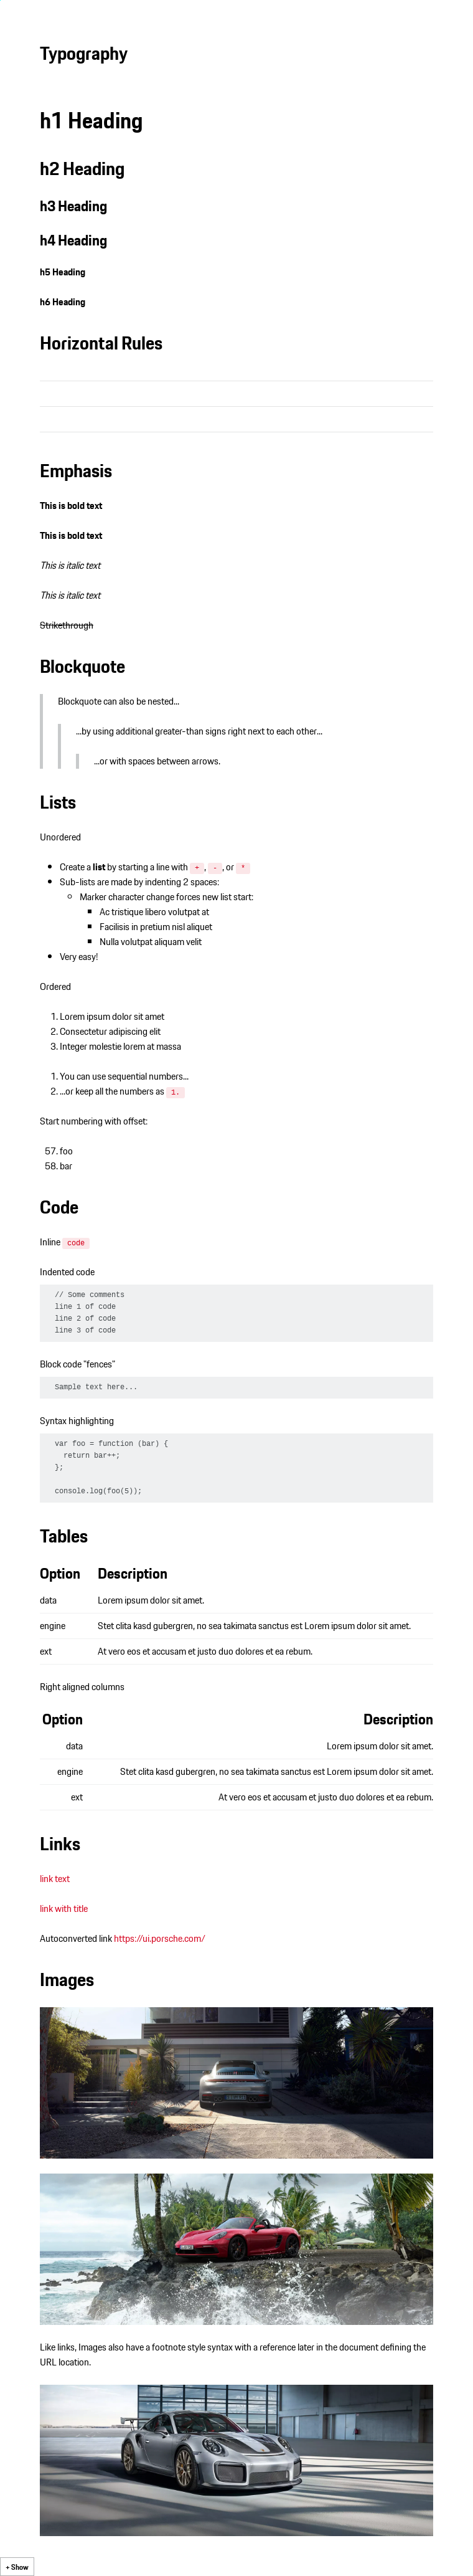 Typography
h1 Heading
h2 Heading
h3 Heading
h4 Heading
h5 Heading
h6 Heading
Horizontal Rules
Emphasis
This is bold text
This is bold text
This is italic text
This is italic text
Strikethrough
Blockquote
Blockquote can also be nested...
...by using additional greater-than signs right next to each other...
...or with spaces between arrows.
Lists
Unordered
Create a list by starting a line with +, -, or *
Sub-lists are made by indenting 2 spaces:
Marker character change forces new list start:
Ac tristique libero volutpat at
Facilisis in pretium nisl aliquet
Nulla volutpat aliquam velit
Very easy!
Ordered
1. Lorem ipsum dolor sit amet
2. Consectetur adipiscing elit
3. Integer molestie lorem at massa
1. You can use sequential numbers...
2. ...or keep all the numbers as 1.
Start numbering with offset:
57. foo
58. bar
Code
Inline code
Indented code
// Some comments
line 1 of code
line 2 of code
line 3 of code
Block code "fences"
Sample text here...
Syntax highlighting
var foo = function (bar) {
  return bar++;
};
console.log(foo(5));
Tables
Option Description
data Lorem ipsum dolor sit amet.
engine Stet clita kasd gubergren, no sea takimata sanctus est Lorem ipsum dolor sit amet.
ext At vero eos et accusam et justo duo dolores et ea rebum.
Right aligned columns
Option Description
data Lorem ipsum dolor sit amet.
engine Stet clita kasd gubergren, no sea takimata sanctus est Lorem ipsum dolor sit amet.
ext At vero eos et accusam et justo duo dolores et ea rebum.
Links
link text
link with title
Autoconverted link https://ui.porsche.com/
Images
Like links, Images also have a footnote style syntax with a reference later in the document defining the
URL location.
+ Show